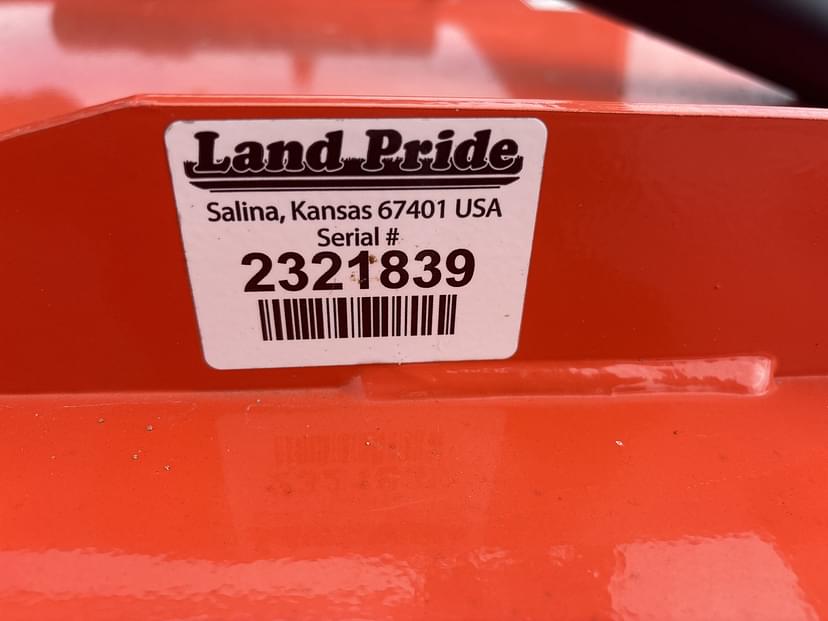 Land Pride
Salina, Kansas 67401 USA
Serial #
2321839